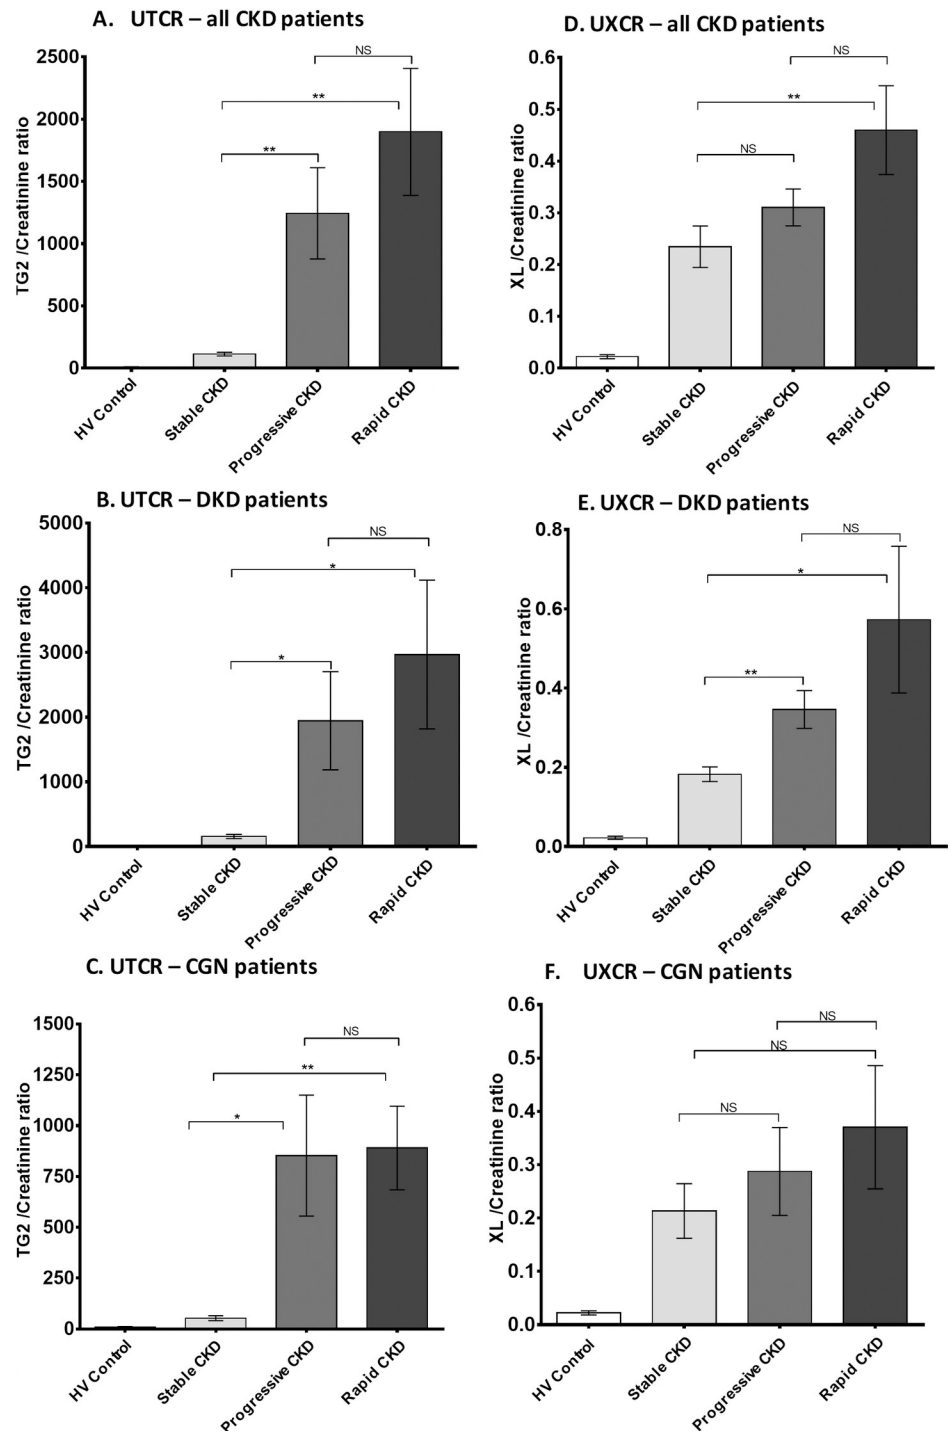 A. UTCR – all CKD patients
TG2 /Creatinine ratio
2500
2000
1500
1000
500
0
NS
**
**
HV Control
Stable CKD
Progressive CKD
Rapid CKD
D. UXCR – all CKD patients
XL /Creatinine ratio
0.6
0.5
0.4
0.3
0.2
0.1
0.0
NS
**
NS
HV Control
Stable CKD
Progressive CKD
Rapid CKD
B. UTCR – DKD patients
TG2 /Creatinine ratio
5000
4000
3000
2000
1000
0
NS
*
*
HV Control
Stable CKD
Progressive CKD
Rapid CKD
E. UXCR – DKD patients
XL /Creatinine ratio
0.8
0.6
0.4
0.2
0.0
NS
*
**
HV Control
Stable CKD
Progressive CKD
Rapid CKD
C. UTCR – CGN patients
TG2 /Creatinine ratio
1500
1250
1000
750
500
250
0
NS
**
*
HV Control
Stable CKD
Progressive CKD
Rapid CKD
F. UXCR – CGN patients
XL /Creatinine ratio
0.6
0.5
0.4
0.3
0.2
0.1
0.0
NS
NS
NS
HV Control
Stable CKD
Progressive CKD
Rapid CKD